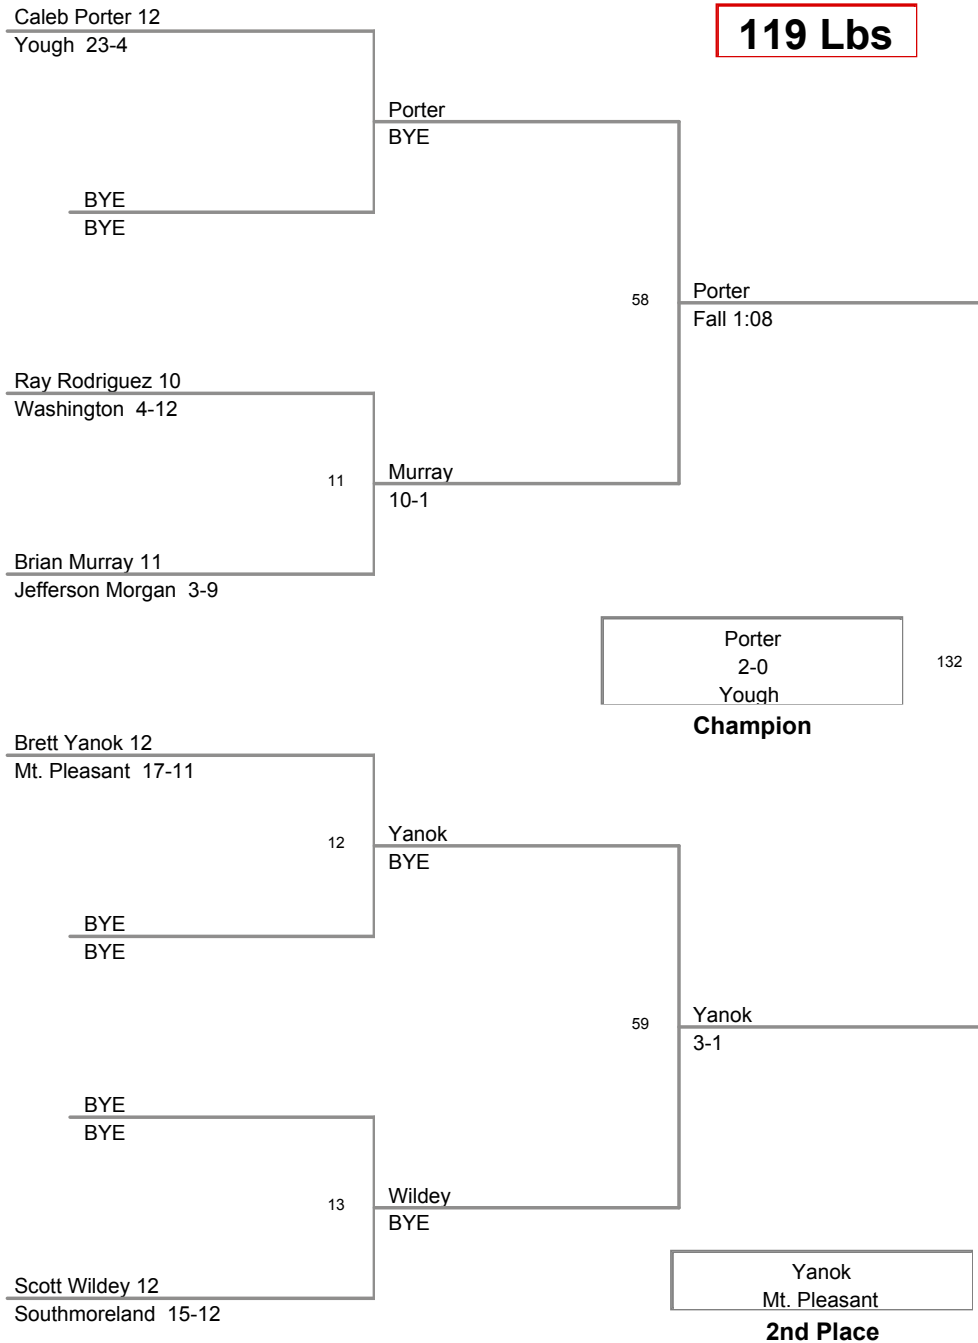 Caleb Porter 12
119 Lbs
Yough 23-4
Porter
BYE
BYE
BYE
58
Porter
Fall 1:08
Ray Rodriguez 10
Washington 4-12
11
Murray
10-1
Brian Murray 11
Jefferson Morgan 3-9
Porter
2-0
132
Yough
Champion
Brett Yanok 12
Mt. Pleasant 17-11
12
Yanok
BYE
BYE
BYE
59
Yanok
3-1
BYE
BYE
13
Wildey
BYE
Scott Wildey 12
Southmoreland 15-12
Yanok
Mt. Pleasant
2nd Place